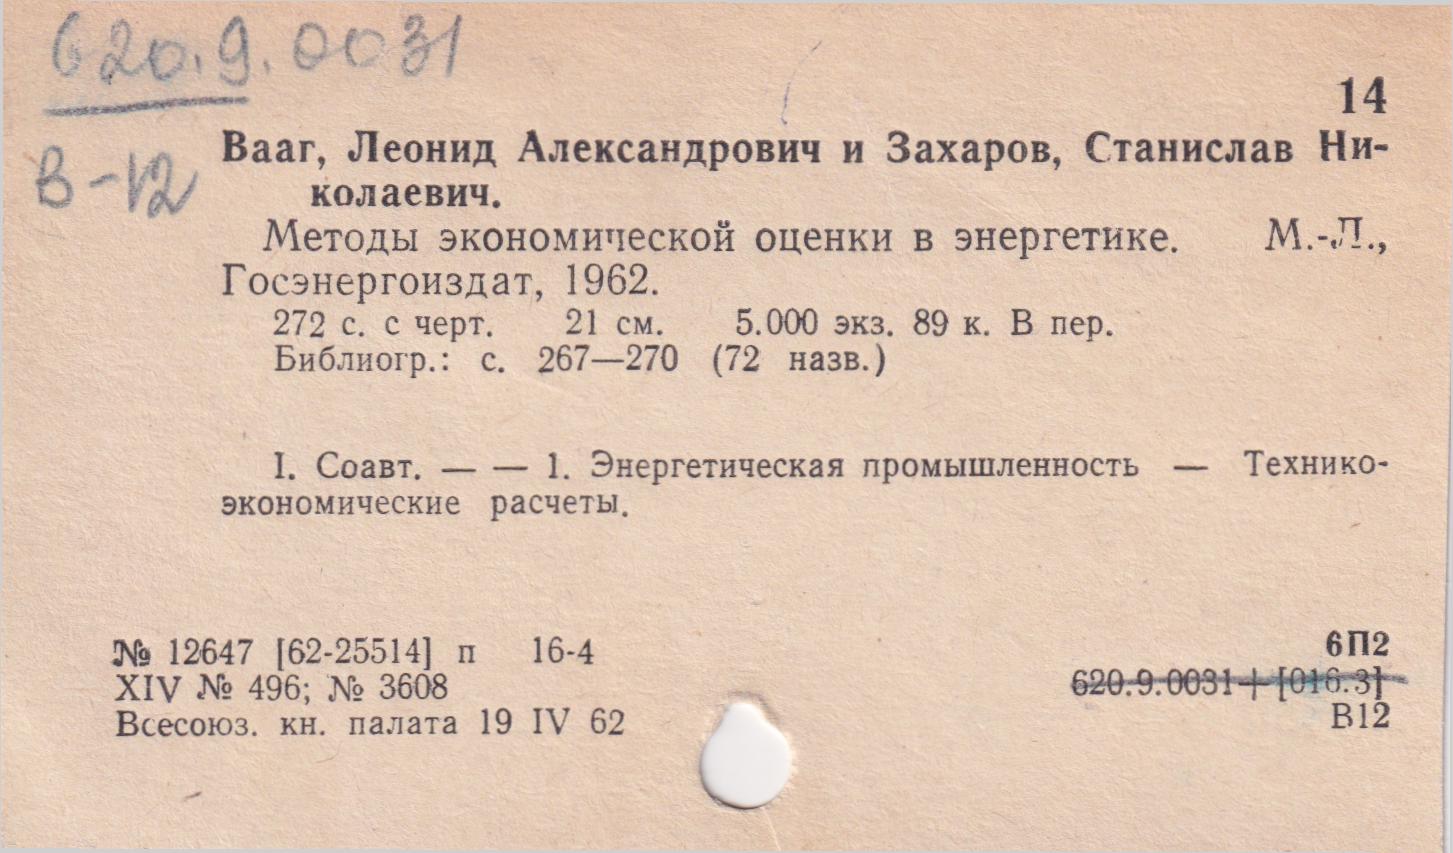 620.9.0031
14
В-12
Вааг, Леонид Александрович и Захаров, Станислав Ни-
колаевич.
Методы экономической оценки в энергетике. М.-Л.,
Госэнергоиздат, 1962.
272 с. с черт. 21 см. 5.000 экз. 89 к. В пер.
Библиогр.: с. 267—270 (72 назв.)
I. Соавт. — — 1. Энергетическая промышленность — Технико-
экономические расчеты.
№ 12647 [62-25514] п 16-4
6П2
XIV № 496; № 3608
620.9.0031+[016.3]
Всесоюз. кн. палата 19 IV 62
В12